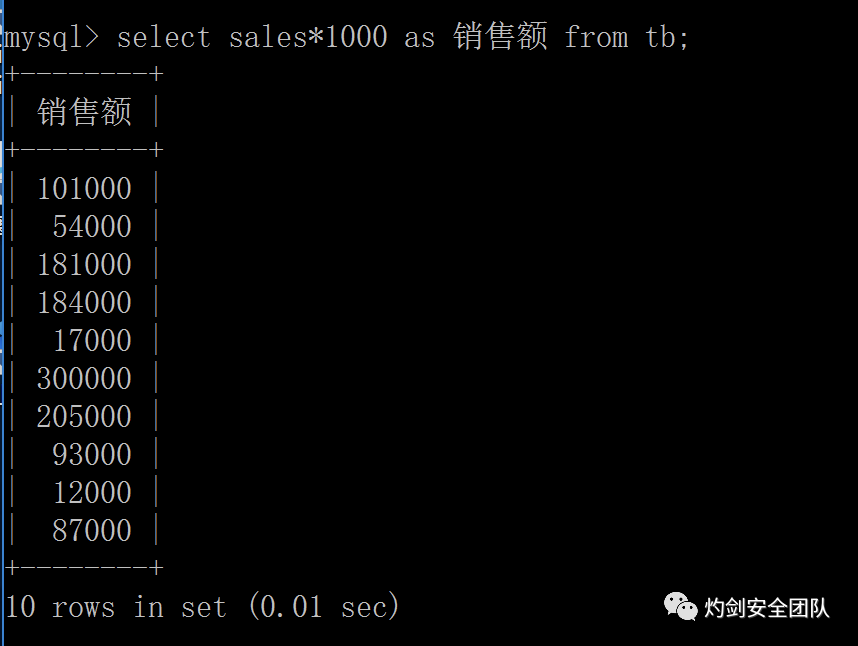 mysql> select sales*1000 as 销售额 from tb;
+--------+
| 销售额 |
+--------+
| 101000 |
|  54000 |
| 181000 |
| 184000 |
|  17000 |
| 300000 |
| 205000 |
|  93000 |
|  12000 |
|  87000 |
+--------+
10 rows in set (0.01 sec)
灼剑安全团队